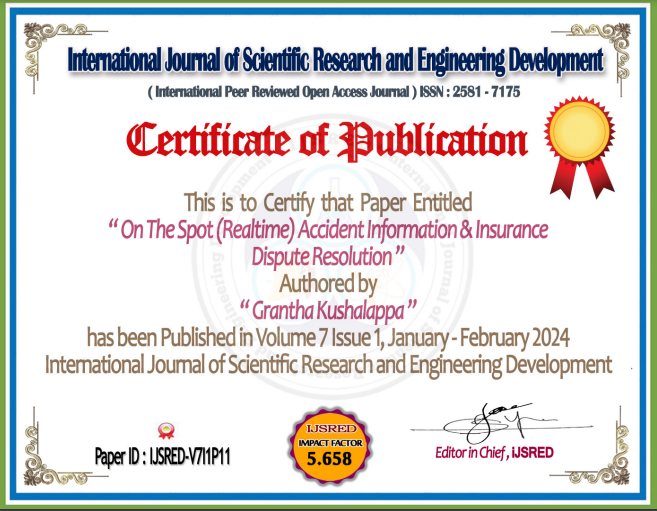 International Journal of Scientific Research and Engineering Development
( International Peer Reviewed Open Access Journal ) ISSN : 2581 - 7175
Certificate of Publication
This is to Certify that Paper Entitled
“ On The Spot (Realtime) Accident Information & Insurance
Dispute Resolution ”
Authored by
“ Grantha Kushalappa ”
has been Published in Volume 7 Issue 1, January - February 2024
International Journal of Scientific Research and Engineering Development
Paper ID : IJSRED-V7I1P11
IJSRED
IMPACT FACTOR
5.658
Editor in Chief , IJSRED